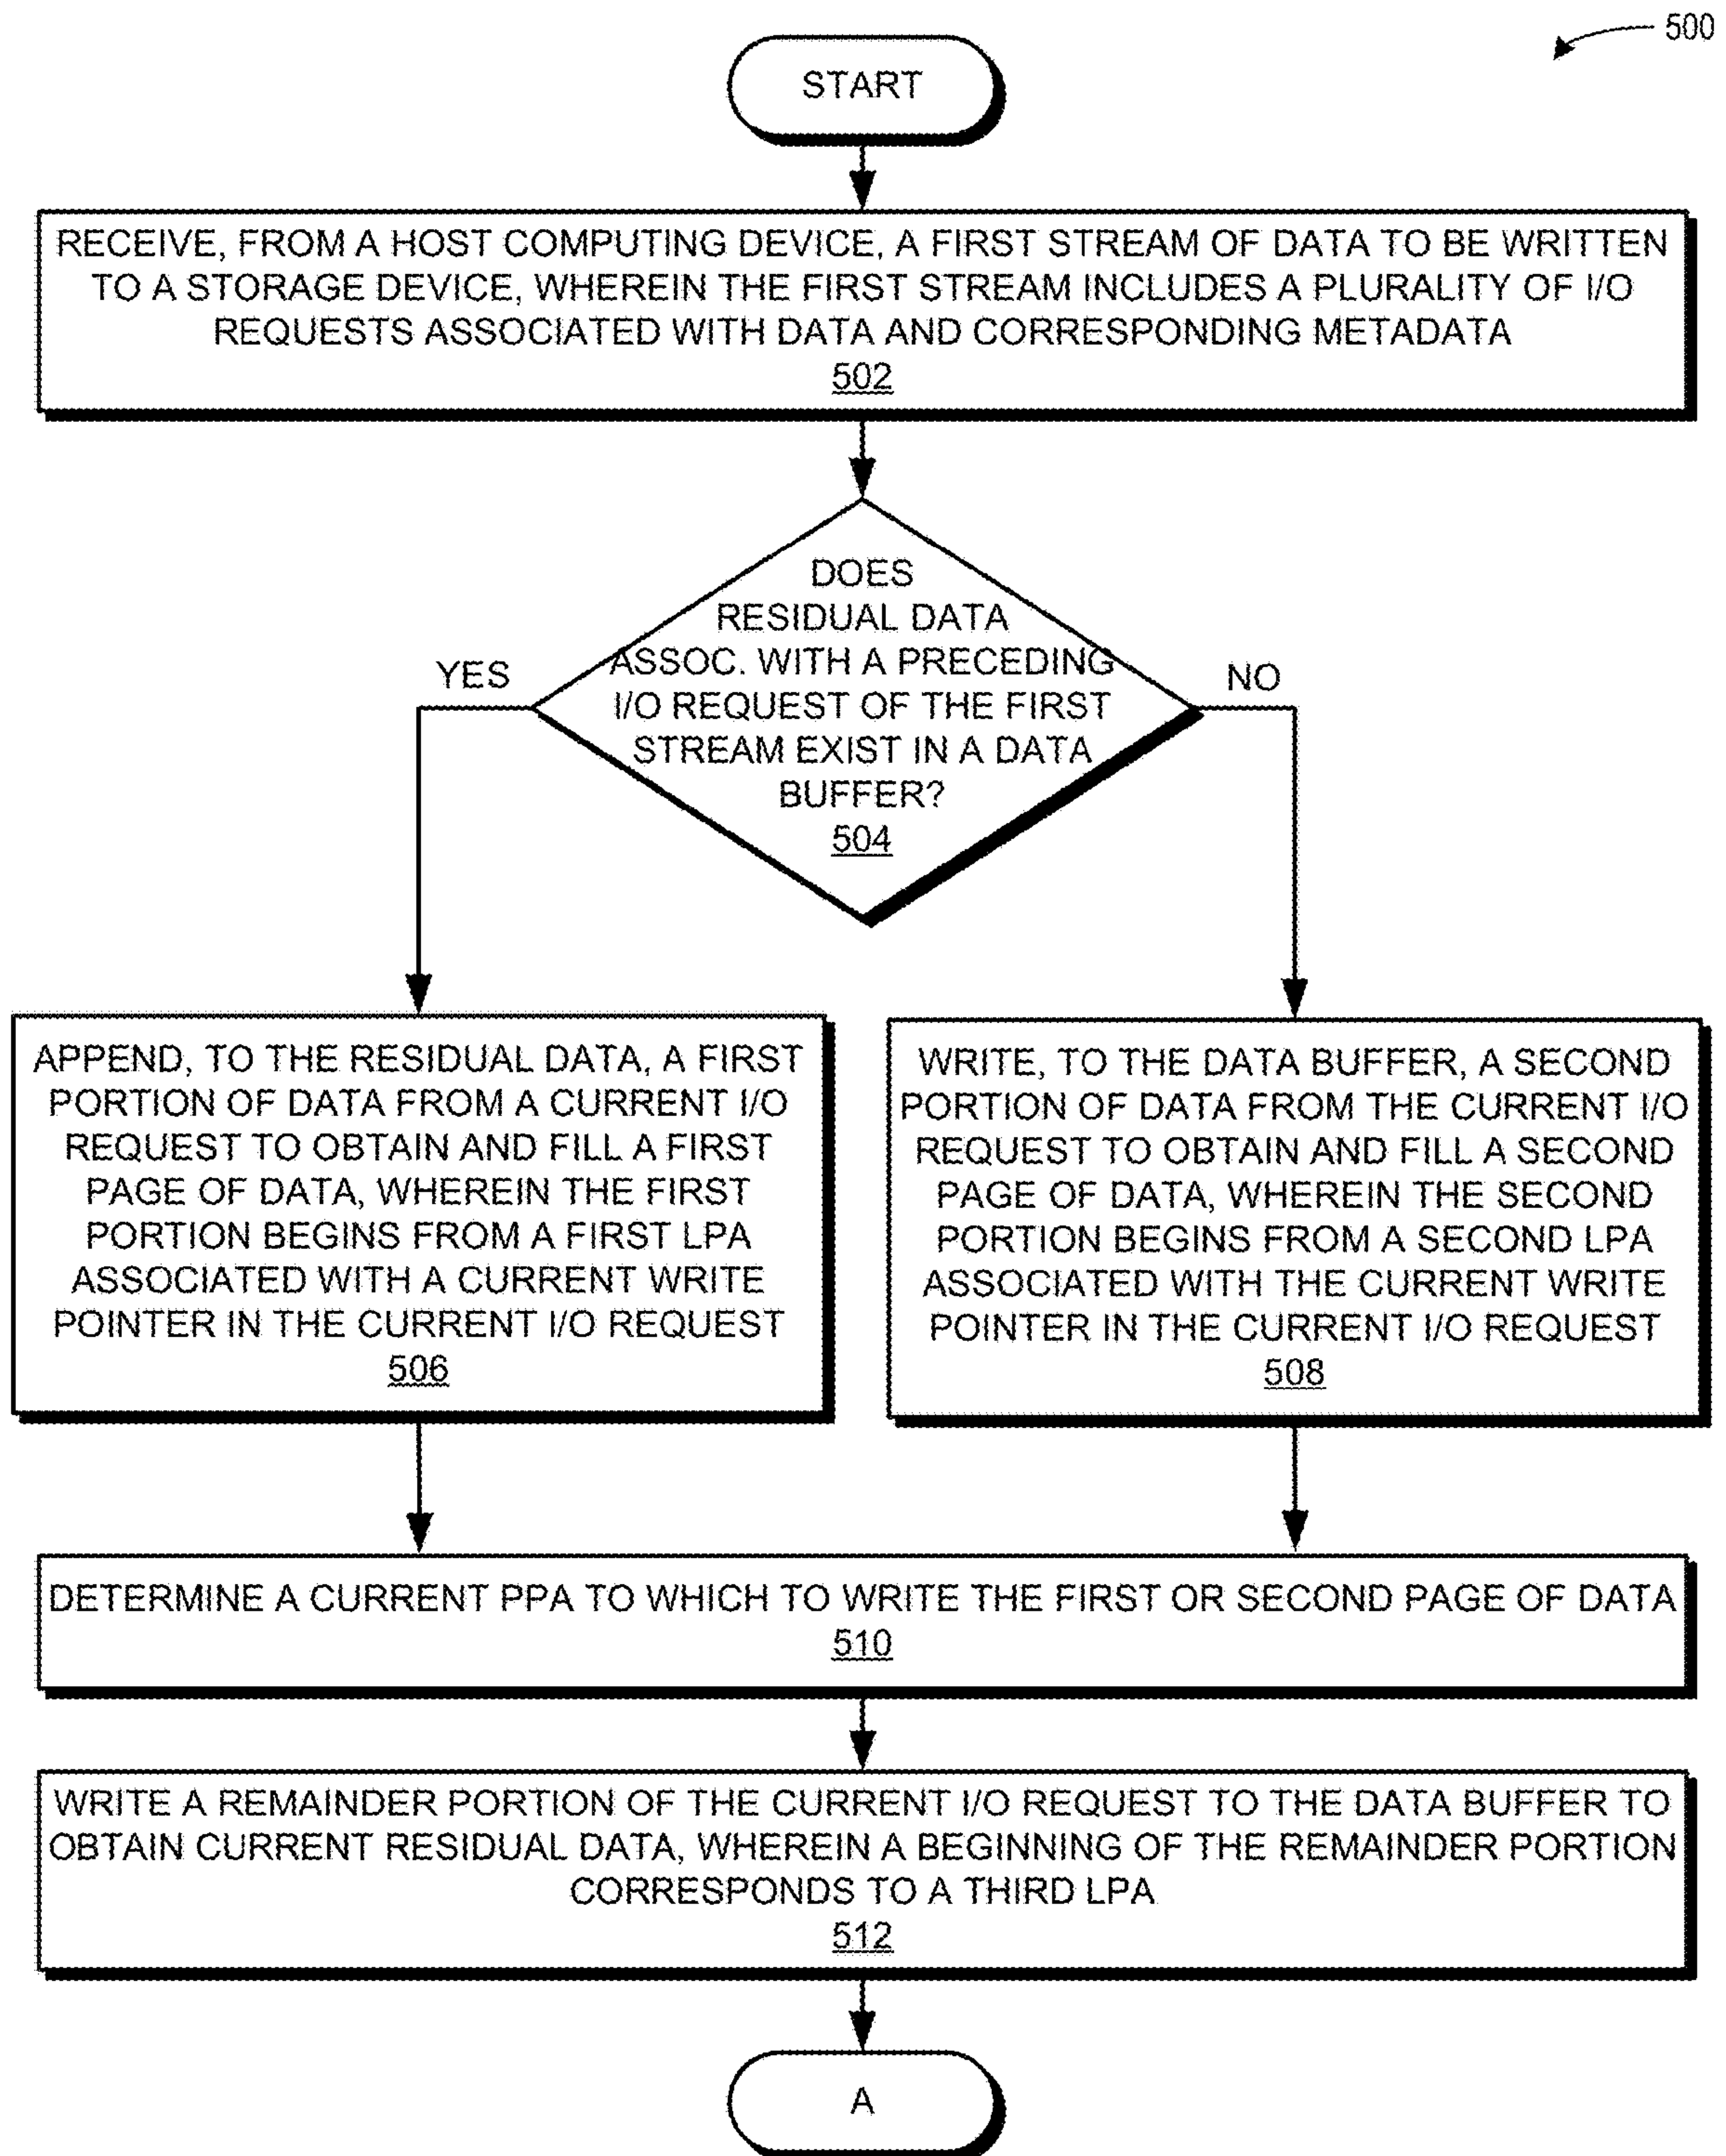 500
START
RECEIVE, FROM A HOST COMPUTING DEVICE, A FIRST STREAM OF DATA TO BE WRITTEN
TO A STORAGE DEVICE, WHEREIN THE FIRST STREAM INCLUDES A PLURALITY OF I/O
REQUESTS ASSOCIATED WITH DATA AND CORRESPONDING METADATA
502
DOES
RESIDUAL DATA
ASSOC. WITH A PRECEDING
I/O REQUEST OF THE FIRST
STREAM EXIST IN A DATA
BUFFER?
504
YES
NO
APPEND, TO THE RESIDUAL DATA, A FIRST
PORTION OF DATA FROM A CURRENT I/O
REQUEST TO OBTAIN AND FILL A FIRST
PAGE OF DATA, WHEREIN THE FIRST
PORTION BEGINS FROM A FIRST LPA
ASSOCIATED WITH A CURRENT WRITE
POINTER IN THE CURRENT I/O REQUEST
506
WRITE, TO THE DATA BUFFER, A SECOND
PORTION OF DATA FROM THE CURRENT I/O
REQUEST TO OBTAIN AND FILL A SECOND
PAGE OF DATA, WHEREIN THE SECOND
PORTION BEGINS FROM A SECOND LPA
ASSOCIATED WITH THE CURRENT WRITE
POINTER IN THE CURRENT I/O REQUEST
508
DETERMINE A CURRENT PPA TO WHICH TO WRITE THE FIRST OR SECOND PAGE OF DATA
510
WRITE A REMAINDER PORTION OF THE CURRENT I/O REQUEST TO THE DATA BUFFER TO
OBTAIN CURRENT RESIDUAL DATA, WHEREIN A BEGINNING OF THE REMAINDER PORTION
CORRESPONDS TO A THIRD LPA
512
A